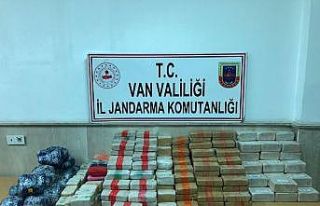 T.C.
VAN VALİLİĞİ
İL JANDARMA KOMUTANLIĞI